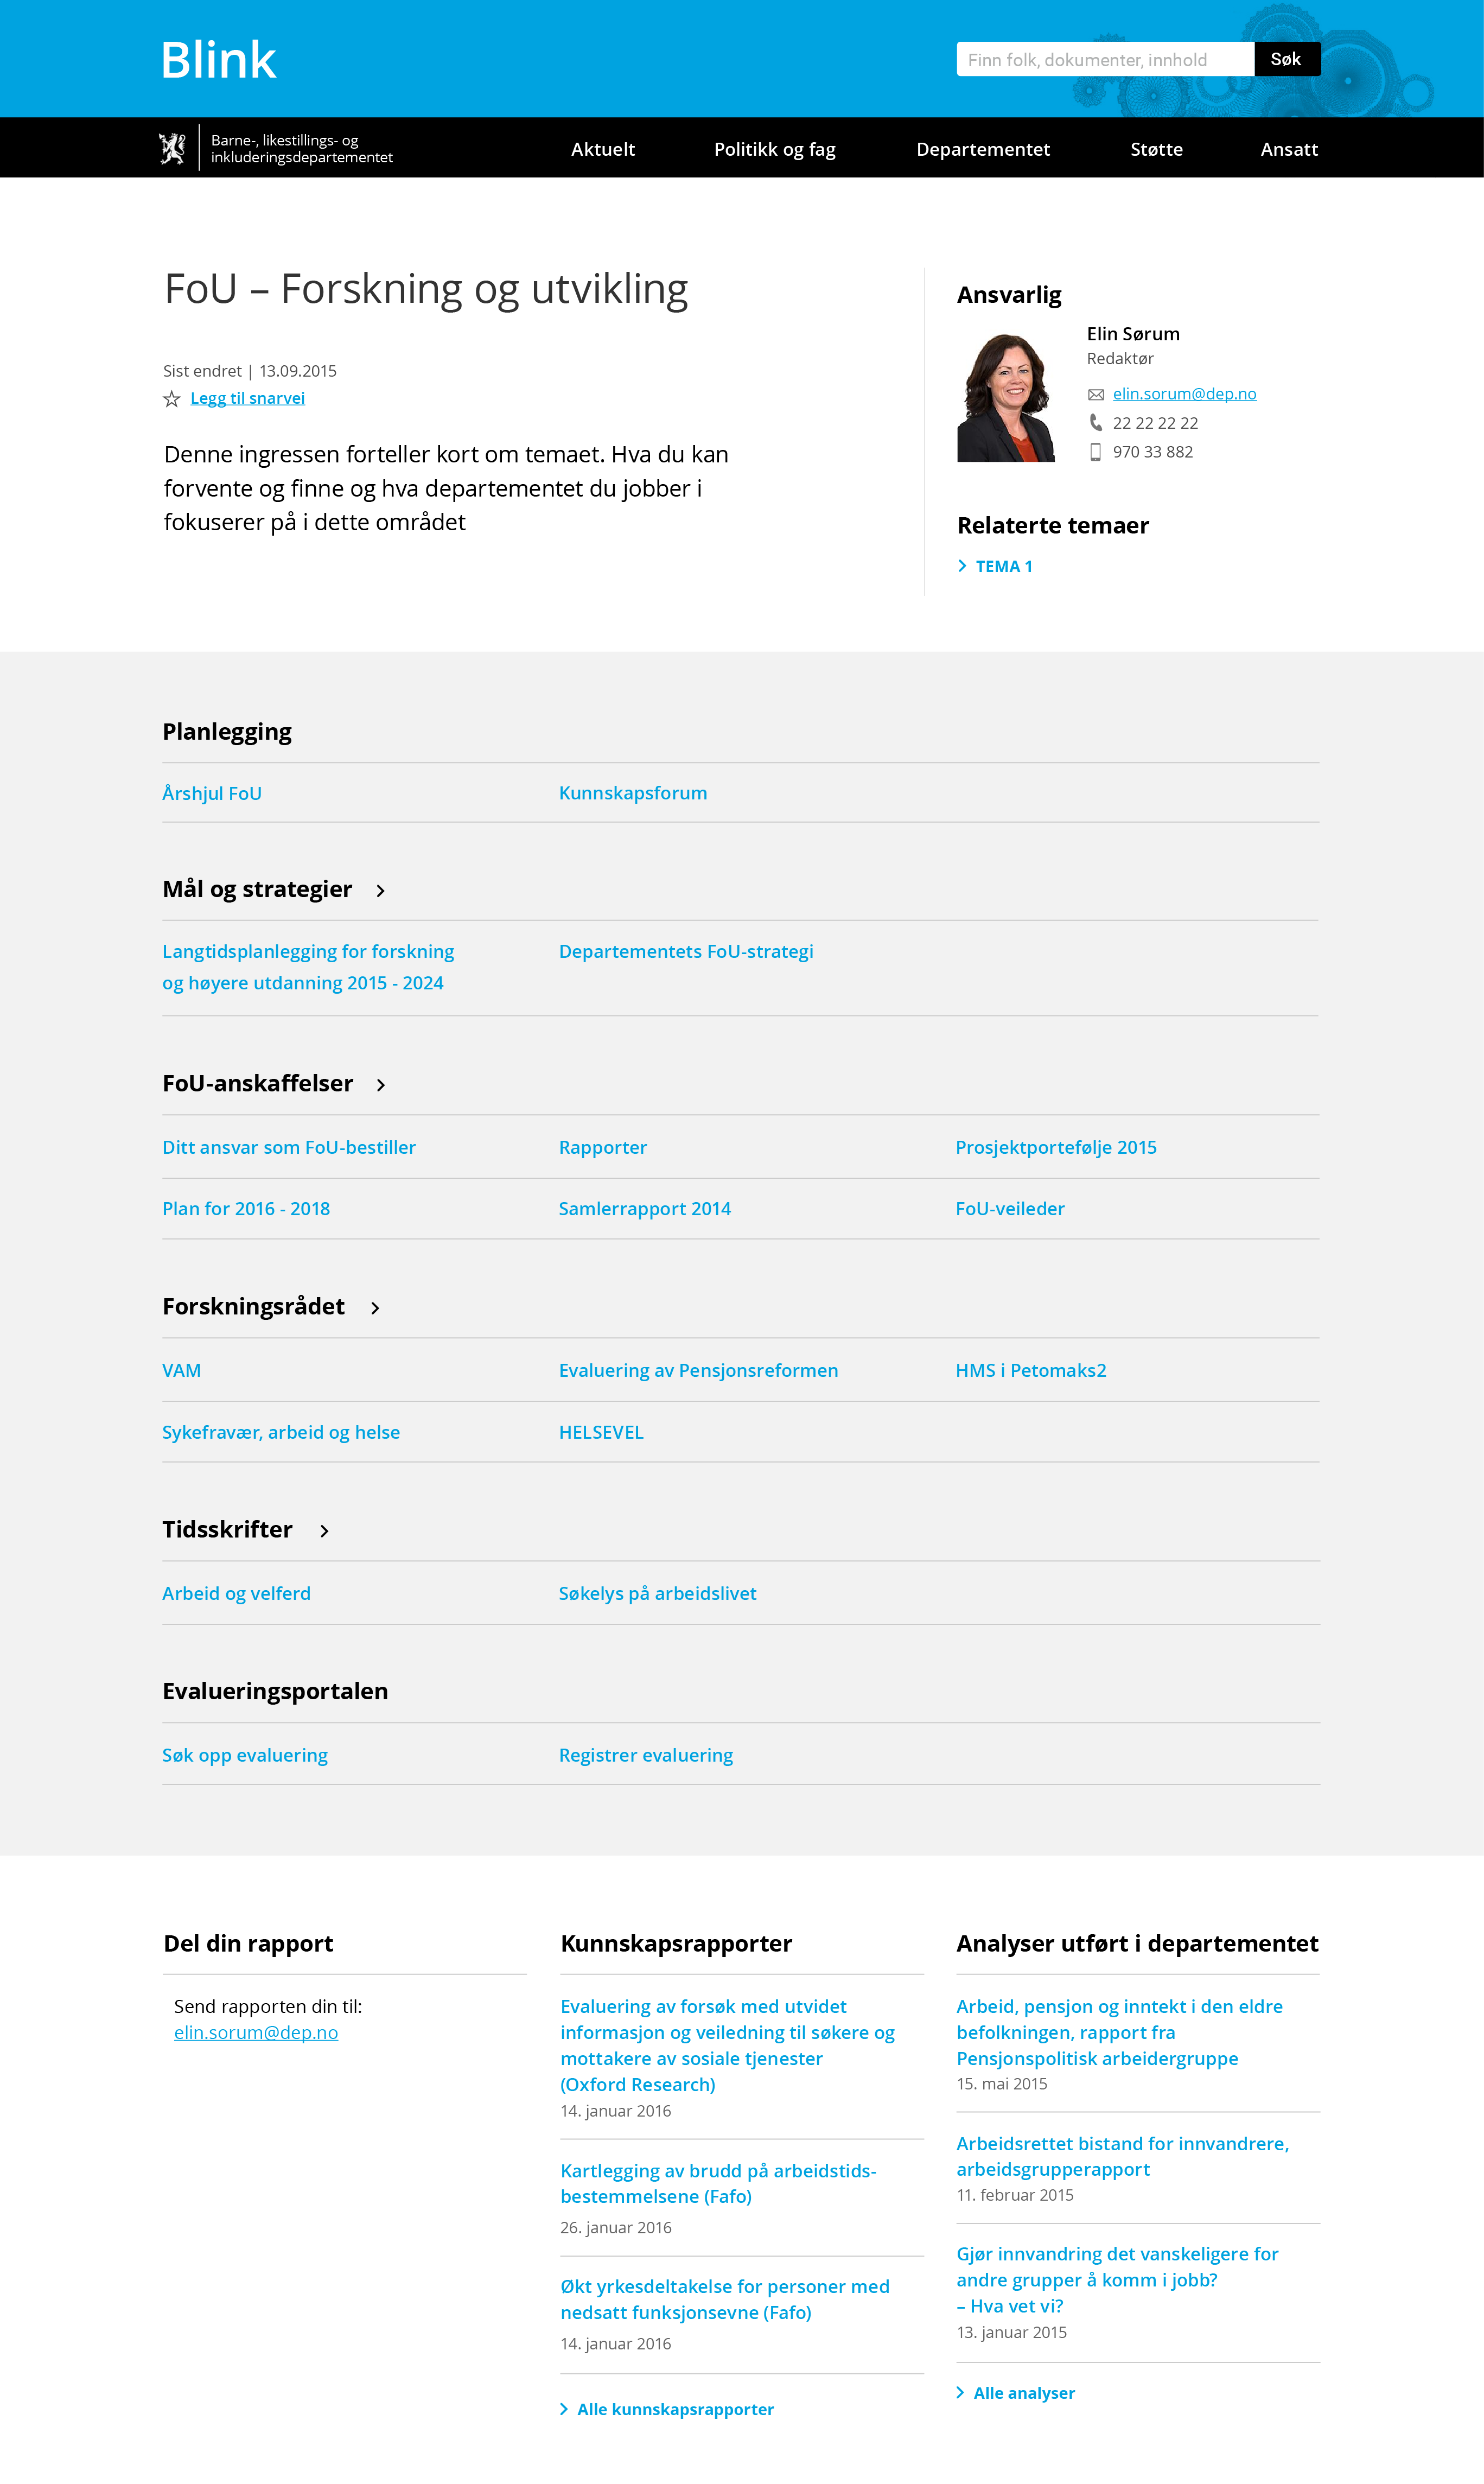 Blink
Finn folk, dokumenter, innhold
Søk
Barne-, likestillings- og
inkluderingsdepartementet
Aktuelt
Politikk og fag
Departementet
Støtte
Ansatt
FoU – Forskning og utvikling
Sist endret | 13.09.2015
Legg til snarvei
Denne ingressen forteller kort om temaet. Hva du kan
forvente og finne og hva departementet du jobber i
fokuserer på i dette området
Ansvarlig
Elin Sørum
Redaktør
elin.sorum@dep.no
22 22 22 22
970 33 882
Relaterte temaer
TEMA 1
Planlegging
Årshjul FoU
Kunnskapsforum
Mål og strategier
Langtidsplanlegging for forskning
og høyere utdanning 2015 - 2024
Departementets FoU-strategi
FoU-anskaffelser
Ditt ansvar som FoU-bestiller
Rapporter
Prosjektportefølje 2015
Plan for 2016 - 2018
Samlerrapport 2014
FoU-veileder
Forskningsrådet
VAM
Evaluering av Pensjonsreformen
HMS i Petomaks2
Sykefravær, arbeid og helse
HELSEVEL
Tidsskrifter
Arbeid og velferd
Søkelys på arbeidslivet
Evalueringsportalen
Søk opp evaluering
Registrer evaluering
Del din rapport
Send rapporten din til:
elin.sorum@dep.no
Kunnskapsrapporter
Evaluering av forsøk med utvidet
informasjon og veiledning til søkere og
mottakere av sosiale tjenester
(Oxford Research)
14. januar 2016
Kartlegging av brudd på arbeidstids-
bestemmelsene (Fafo)
26. januar 2016
Økt yrkesdeltakelse for personer med
nedsatt funksjonsevne (Fafo)
14. januar 2016
Alle kunnskapsrapporter
Analyser utført i departementet
Arbeid, pensjon og inntekt i den eldre
befolkningen, rapport fra
Pensjonspolitisk arbeidergruppe
15. mai 2015
Arbeidsrettet bistand for innvandrere,
arbeidsgrupperapport
11. februar 2015
Gjør innvandring det vanskeligere for
andre grupper å komm i jobb?
– Hva vet vi?
13. januar 2015
Alle analyser